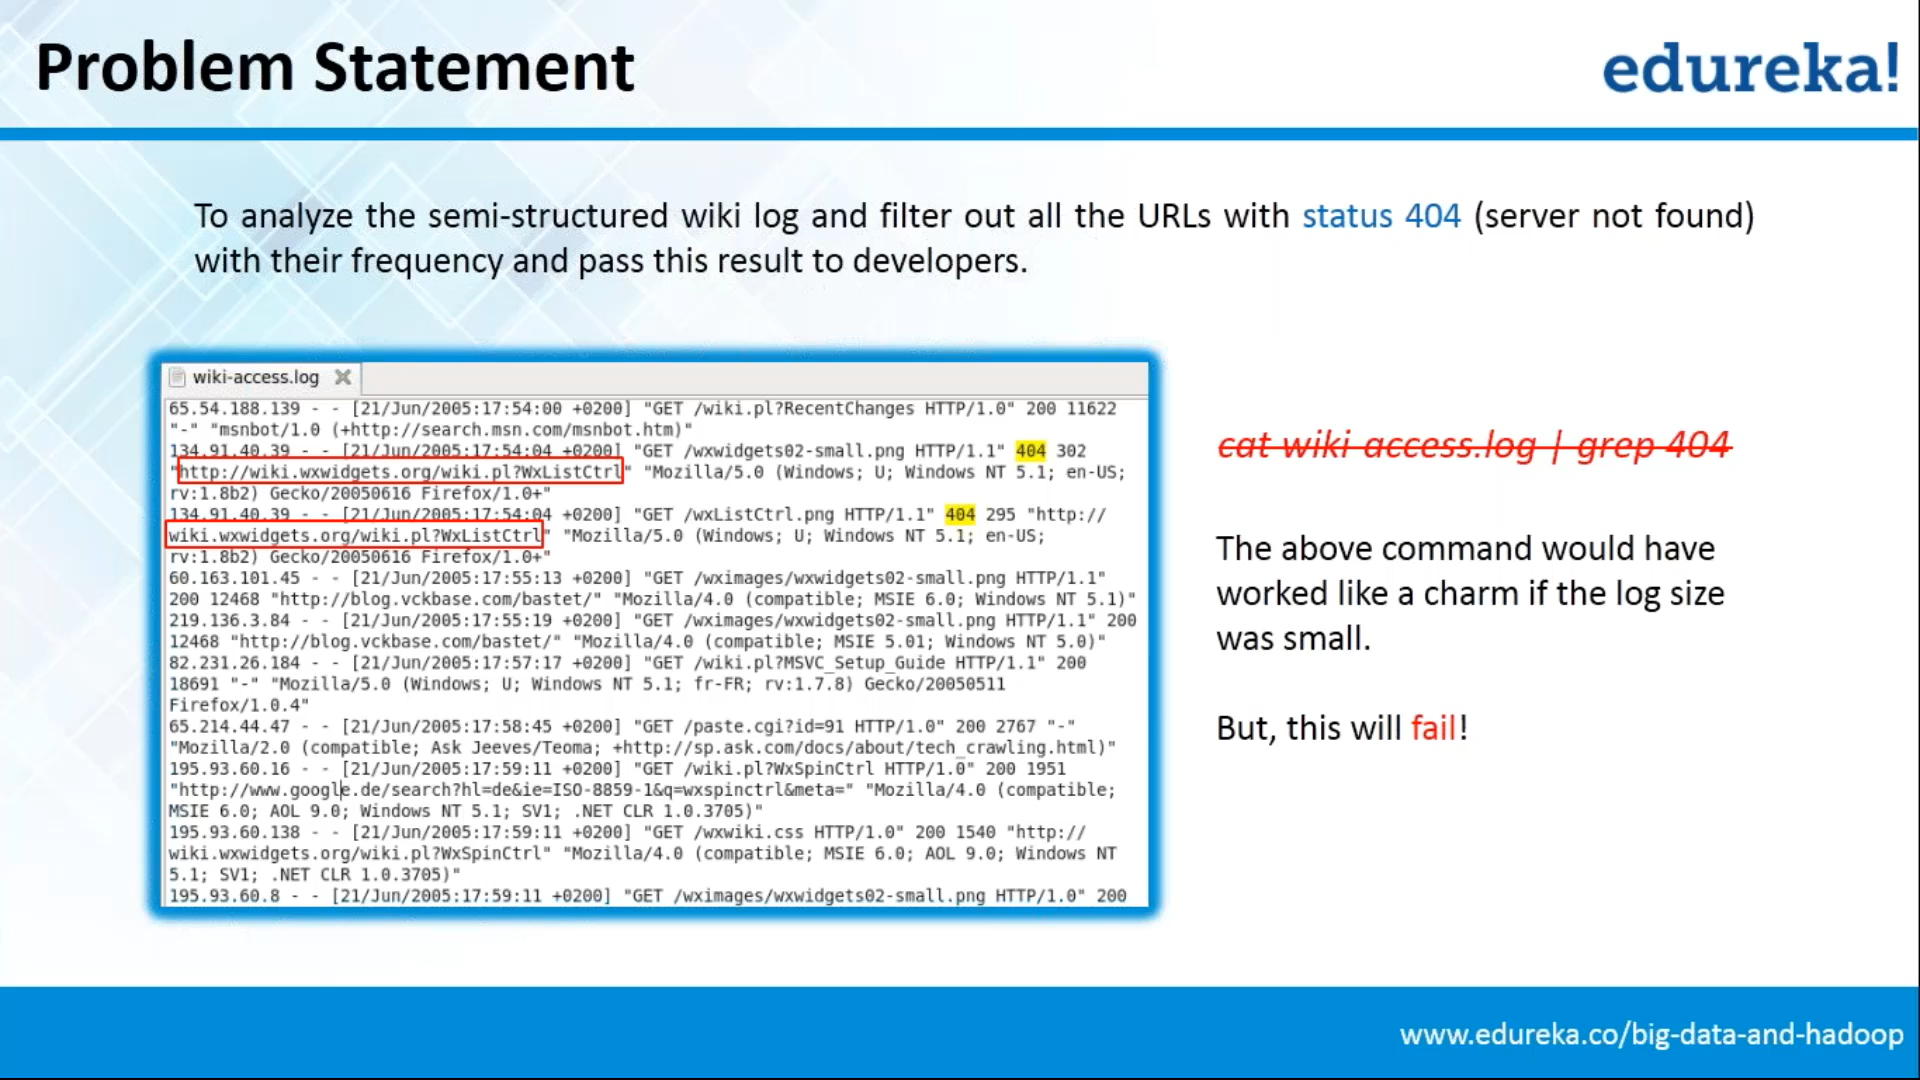 Problem Statement
edureka!
To analyze the semi-structured wiki log and filter out all the URLs with status 404 (server not found)
with their frequency and pass this result to developers.
wiki-access.log
65.54.188.139 - - [21/Jun/2005:17:54:00 +0200] "GET /wiki.pl?RecentChanges HTTP/1.0" 200 11622
"-" "msnbot/1.0 (+http://search.msn.com/msnbot.htm)"
134.91.40.39 - - [21/Jun/2005:17:54:04 +0200] "GET /wxwidgets02-small.png HTTP/1.1" 404 302
"http://wiki.wxwidgets.org/wiki.pl?WxListCtrl" "Mozilla/5.0 (Windows; U; Windows NT 5.1; en-US;
rv:1.8b2) Gecko/20050616 Firefox/1.0+"
134.91.40.39 - - [21/Jun/2005:17:54:04 +0200] "GET /wxListCtrl.png HTTP/1.1" 404 295 "http://
wiki.wxwidgets.org/wiki.pl?WxListCtrl" "Mozilla/5.0 (Windows; U; Windows NT 5.1; en-US;
rv:1.8b2) Gecko/20050616 Firefox/1.0+"
60.163.101.45 - - [21/Jun/2005:17:55:13 +0200] "GET /wximages/wxwidgets02-small.png HTTP/1.1"
200 12468 "http://blog.vckbase.com/bastet/" "Mozilla/4.0 (compatible; MSIE 6.0; Windows NT 5.1)"
219.136.3.84 - - [21/Jun/2005:17:55:19 +0200] "GET /wximages/wxwidgets02-small.png HTTP/1.1" 200
12468 "http://blog.vckbase.com/bastet/" "Mozilla/4.0 (compatible; MSIE 5.01; Windows NT 5.0)"
82.231.26.184 - - [21/Jun/2005:17:57:17 +0200] "GET /wiki.pl?MSVC_Setup_Guide HTTP/1.1" 200
18691 "-" "Mozilla/5.0 (Windows; U; Windows NT 5.1; fr-FR; rv:1.7.8) Gecko/20050511
Firefox/1.0.4"
65.214.44.47 - - [21/Jun/2005:17:58:45 +0200] "GET /paste.cgi?id=91 HTTP/1.0" 200 2767 "-"
"Mozilla/2.0 (compatible; Ask Jeeves/Teoma; +http://sp.ask.com/docs/about/tech_crawling.html)"
195.93.60.16 - - [21/Jun/2005:17:59:11 +0200] "GET /wiki.pl?WxSpinCtrl HTTP/1.0" 200 1951
"http://www.google.de/search?hl=de&ie=ISO-8859-1&q=wxspinctrl&meta=" "Mozilla/4.0 (compatible;
MSIE 6.0; AOL 9.0; Windows NT 5.1; SV1; .NET CLR 1.0.3705)"
195.93.60.138 - - [21/Jun/2005:17:59:11 +0200] "GET /wxwiki.css HTTP/1.0" 200 1540 "http://
wiki.wxwidgets.org/wiki.pl?WxSpinCtrl" "Mozilla/4.0 (compatible; MSIE 6.0; AOL 9.0; Windows NT
5.1; SV1; .NET CLR 1.0.3705)"
195.93.60.8 - - [21/Jun/2005:17:59:11 +0200] "GET /wximages/wxwidgets02-small.png HTTP/1.0" 200
cat wiki access.log | grep 404
The above command would have
worked like a charm if the log size
was small.
But, this will fail!
www.edureka.co/big-data-and-hadoop